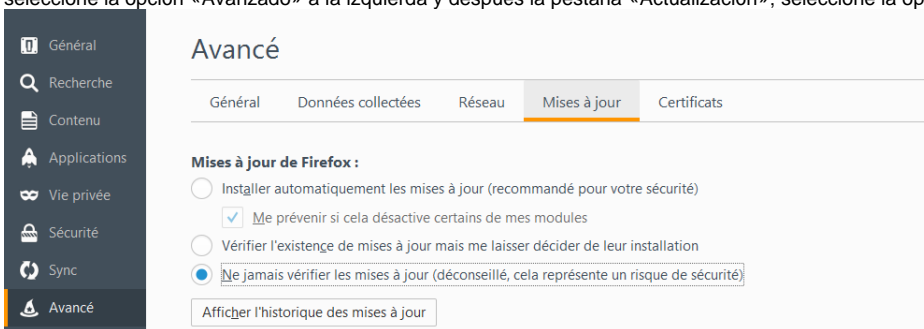 seleccione la opción «Avanzado» a la izquierda y después la pestaña «Actualización», seleccione la op
Général
Recherche
Contenu
Applications
Vie privée
Sécurité
Sync
Avancé
Avancé
Général Données collectées Réseau Mises à jour Certificats
Mises à jour de Firefox :
Installer automatiquement les mises à jour (recommandé pour votre sécurité)
Me prévenir si cela désactive certains de mes modules
Vérifier l'existence de mises à jour mais me laisser décider de leur installation
Ne jamais vérifier les mises à jour (déconseillé, cela représente un risque de sécurité)
Afficher l'historique des mises à jour